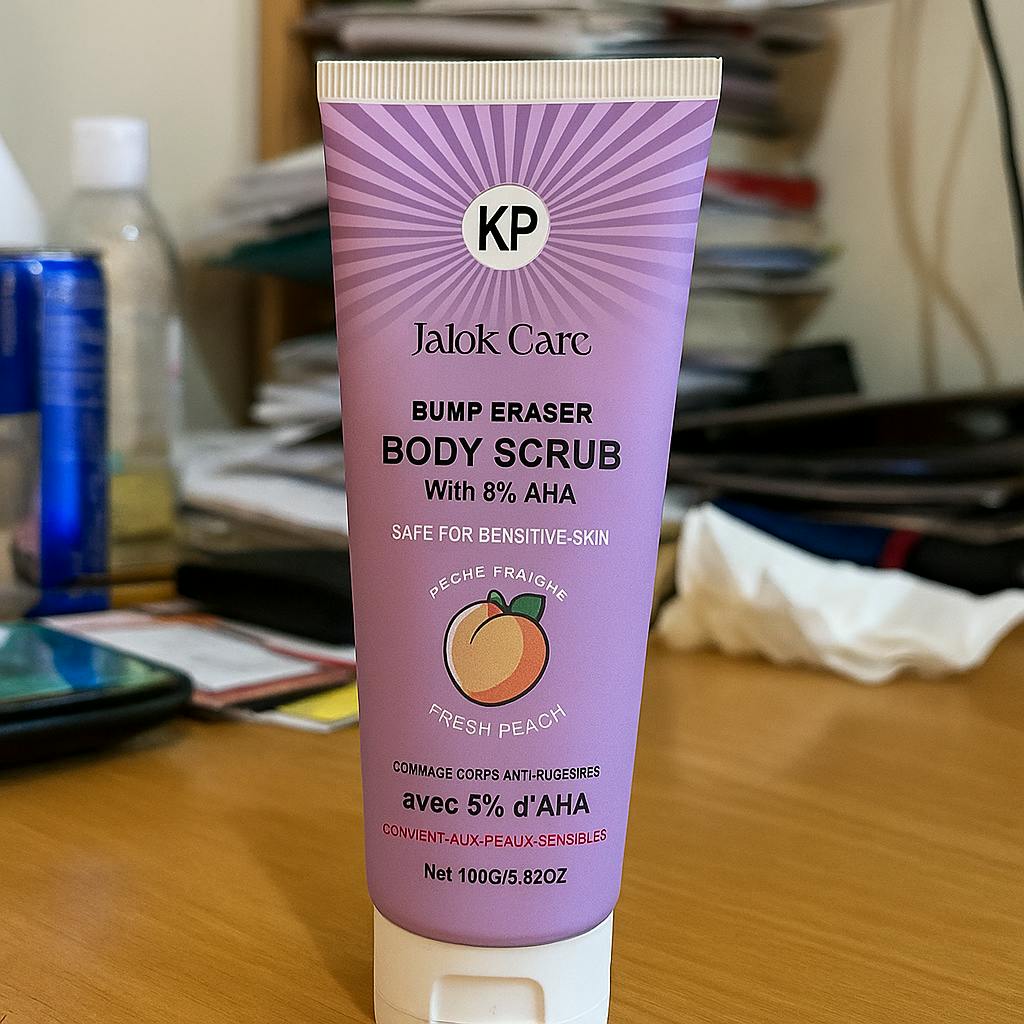 KP
Jalok Care
BUMP ERASER
BODY SCRUB
With 8% AHA
SAFE FOR BENSITIVE-SKIN
PECHE FRAIGHE
FRESH PEACH
COMMAGE CORPS ANTI-RUGESIRES
avec 5% d'AHA
CONVIENT-AUX-PEAUX-SENSIBLES
Net 100G/5.82OZ